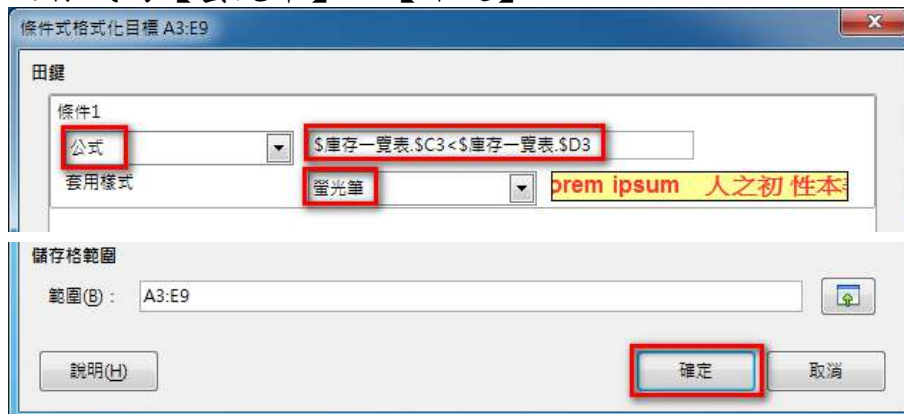 條件式格式化目標 A3:E9
田鍵
條件1
公式 $庫存一覽表.$C3<$庫存一覽表.$D3
套用樣式 螢光筆 orem ipsum 人之初 性本
儲存格範圍
範圍(B)： A3:E9
說明(H) 確定 取消